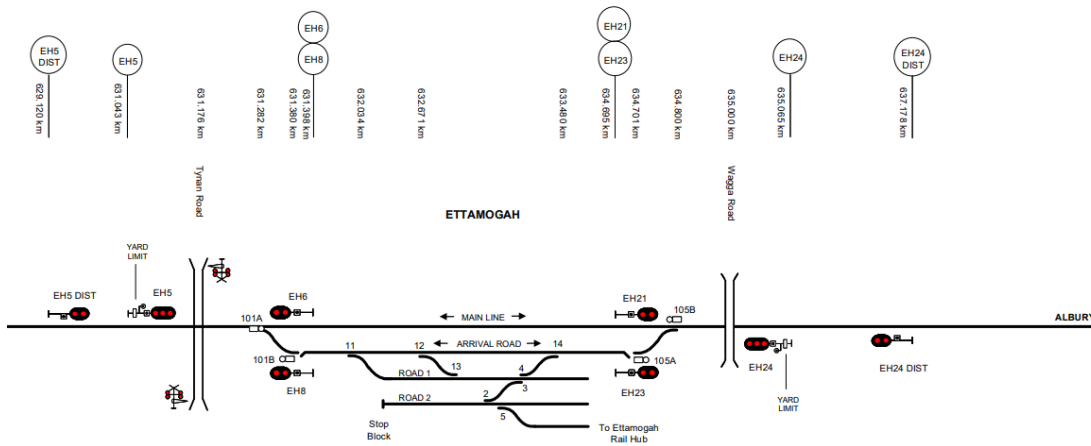 EH5
DIST
EH5
EH6
EH8
EH21
EH23
EH24
EH24
DIST
629.120 km
631.043 km
631.176 km
631.282 km
631.380 km
631.398 km
632.034 km
632.671 km
633.480 km
634.695 km
634.701 km
634.800 km
635.000 km
635.065 km
637.178 km
Tynan Road
Wagga Road
ETTAMOGAH
YARD
LIMIT
EH5 DIST
EH5
EH6
EH21
105B
101A
MAIN LINE
ALBURY
ARRIVAL ROAD
11
12
14
101B
105A
13
4
EH8
ROAD 1
EH23
EH24
EH24 DIST
3
2
ROAD 2
5
YARD
LIMIT
Stop
Block
To Ettamogah
Rail Hub